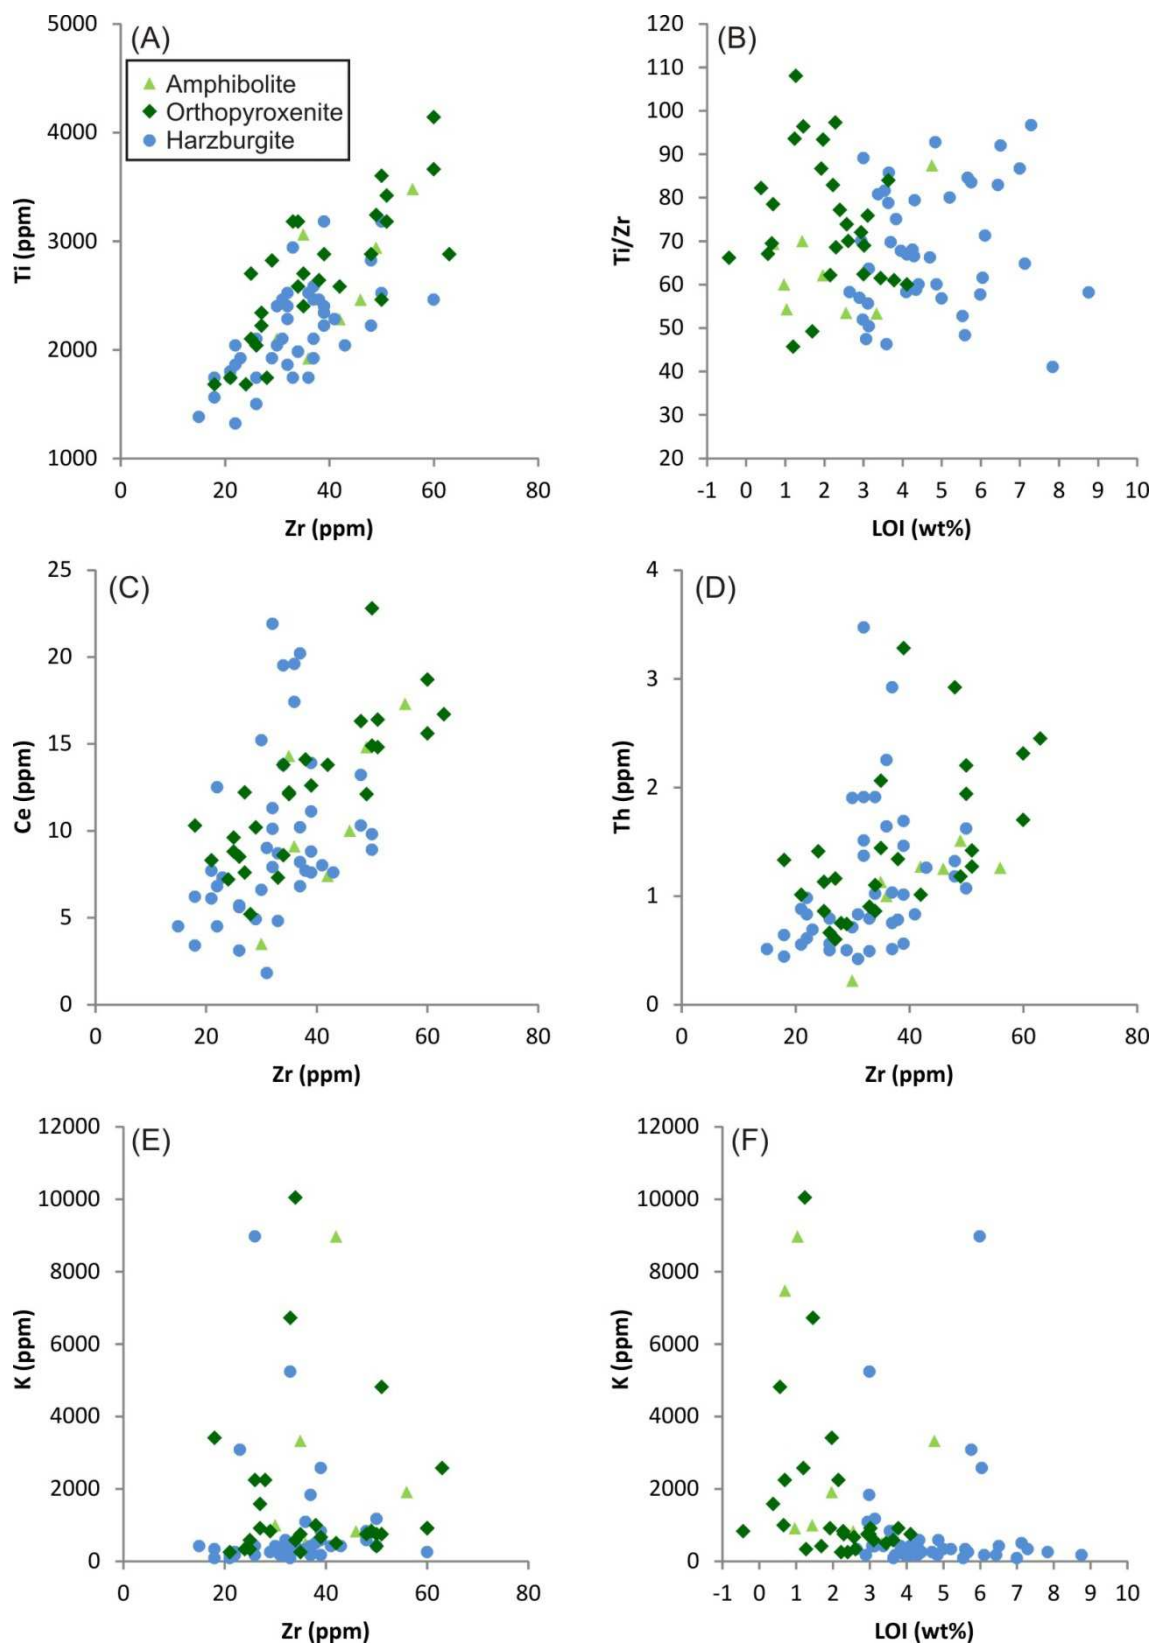 (A)
5000
4000
3000
2000
1000
Ti (ppm)
Amphibolite
Orthopyroxenite
Harzburgite
0 20 40 60 80
Zr (ppm)
(B)
120
110
100
90
80
70
60
50
40
30
20
Ti/Zr
-1 0 1 2 3 4 5 6 7 8 9 10
LOI (wt%)
(C)
25
20
15
10
5
0
Ce (ppm)
0 20 40 60 80
Zr (ppm)
(D)
4
3
2
1
0
Th (ppm)
0 20 40 60 80
Zr (ppm)
(E)
12000
10000
8000
6000
4000
2000
0
K (ppm)
0 20 40 60 80
Zr (ppm)
(F)
12000
10000
8000
6000
4000
2000
0
K (ppm)
-1 0 1 2 3 4 5 6 7 8 9 10
LOI (wt%)